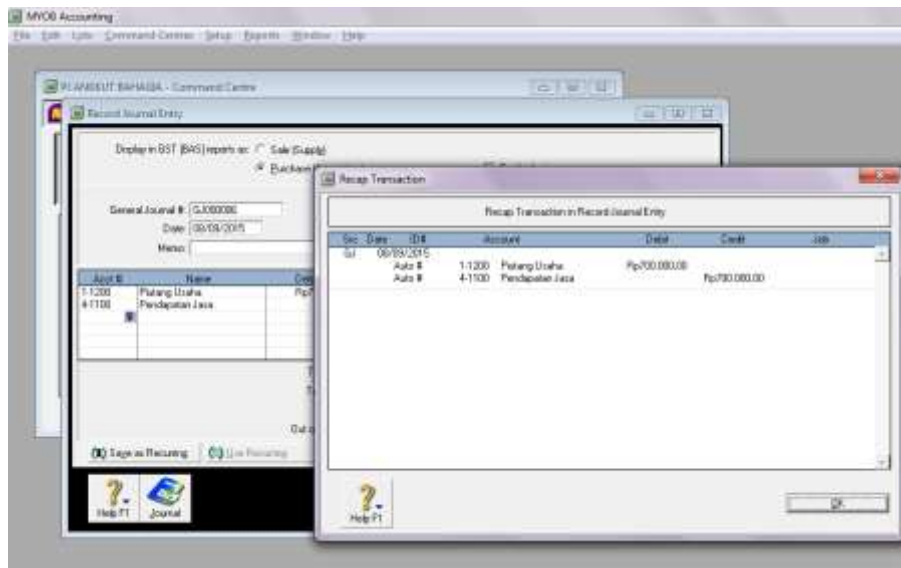 MYOB Accounting
File Edit Lists Command Centres Setup Reports Window Help
PT.ANGKUT BAHAGIA - Command Centre
Record Journal Entry
Display in GST (BAS) reports as: Sale (Supply)
General Journal #: GJ000006
Date: 08/09/2015
Memo:
Acct # Name
1-1200 Piutang Usaha
4-1100 Pendapatan Jasa
Save as Recurring Use Recurring
Help F1 Journal
Recap Transaction
Recap Transaction in Record Journal Entry
Src Date ID# Account Debit Credit Job
GJ 08/09/2015
Auto # 1-1200 Piutang Usaha Rp700.000,00
Auto # 4-1100 Pendapatan Jasa Rp700.000,00
Help F1
OK